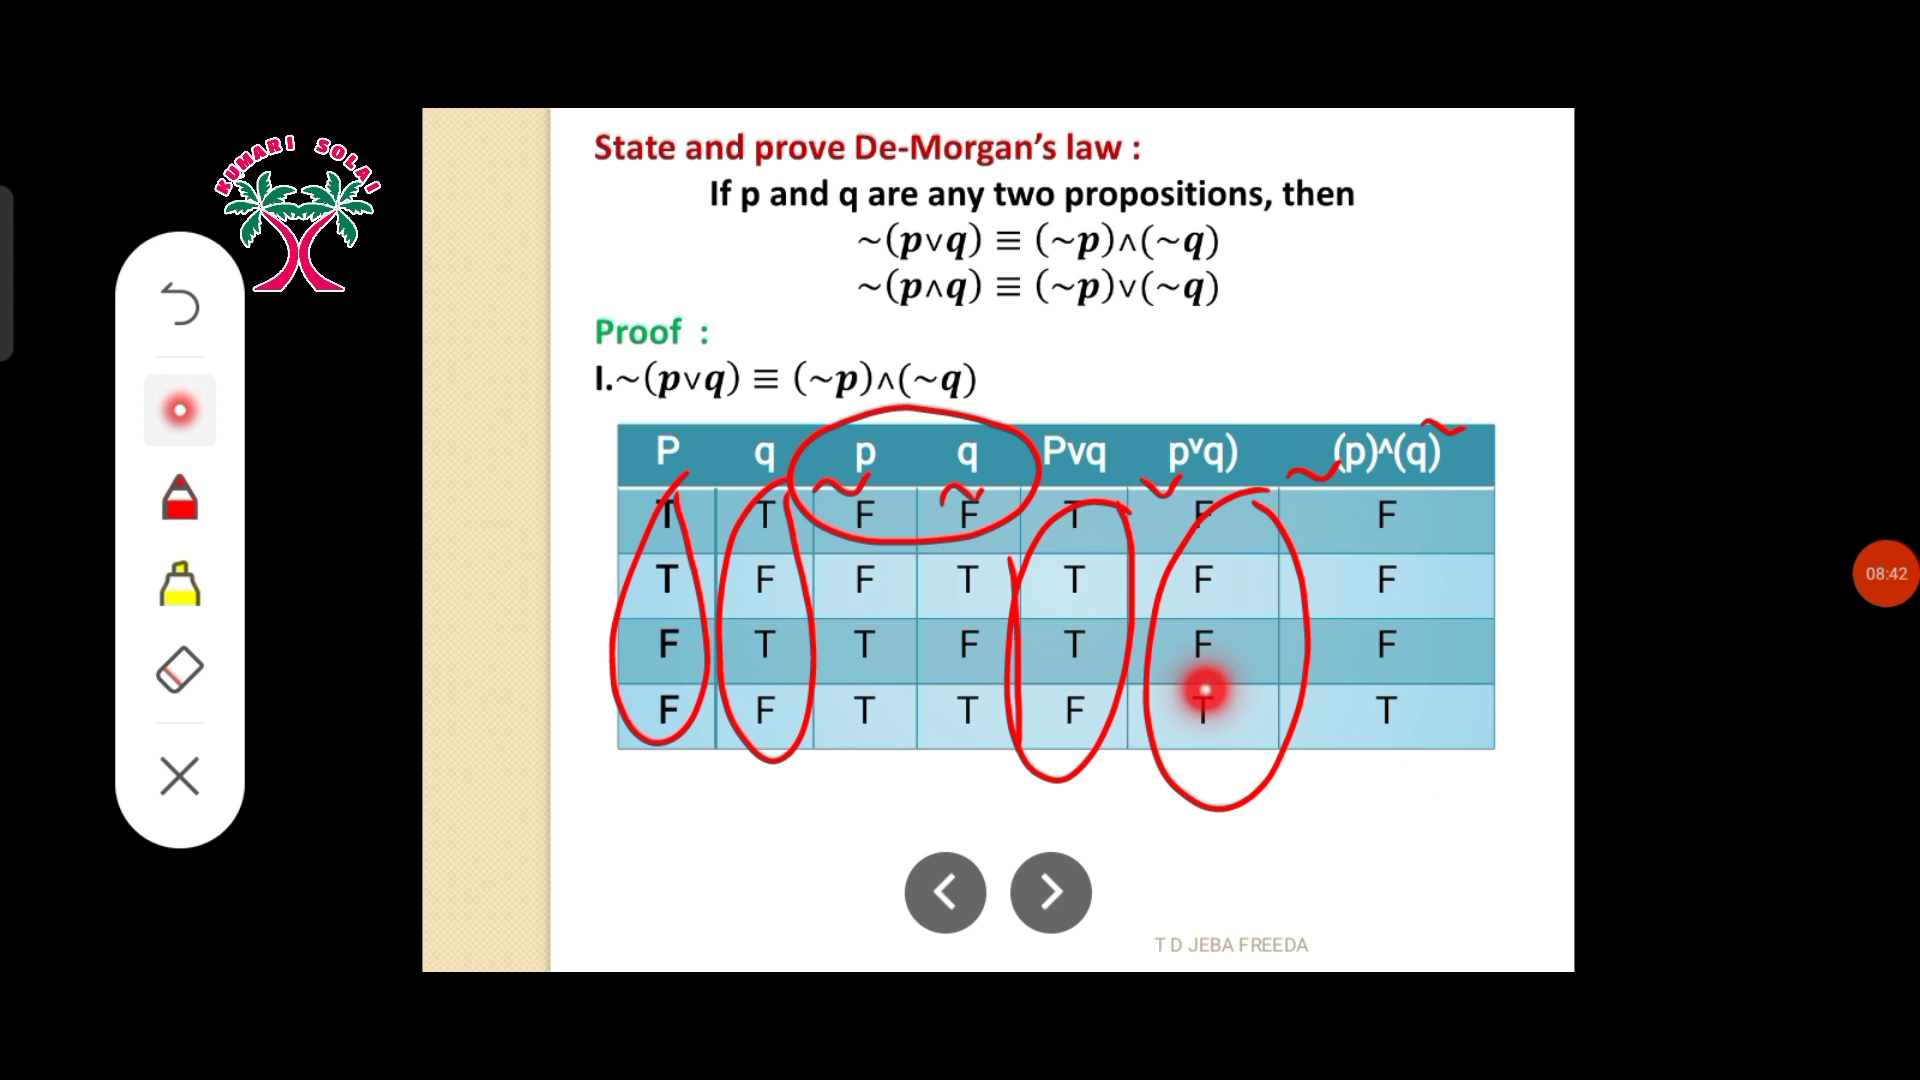 KUMARI SOLAI
State and prove De-Morgan's law :
If p and q are any two propositions, then
~(p∨q) ≡ (~p)∧(~q)
~(p∧q) ≡ (~p)∨(~q)
Proof :
I.~(p∨q) ≡ (~p)∧(~q)
P q ~p ~q Pvq ~p˅q) (~p)^(~q)
T T F F T F F
T F F T T F F
F T T F T F F
F F T T F T T
08:42
T D JEBA FREEDA